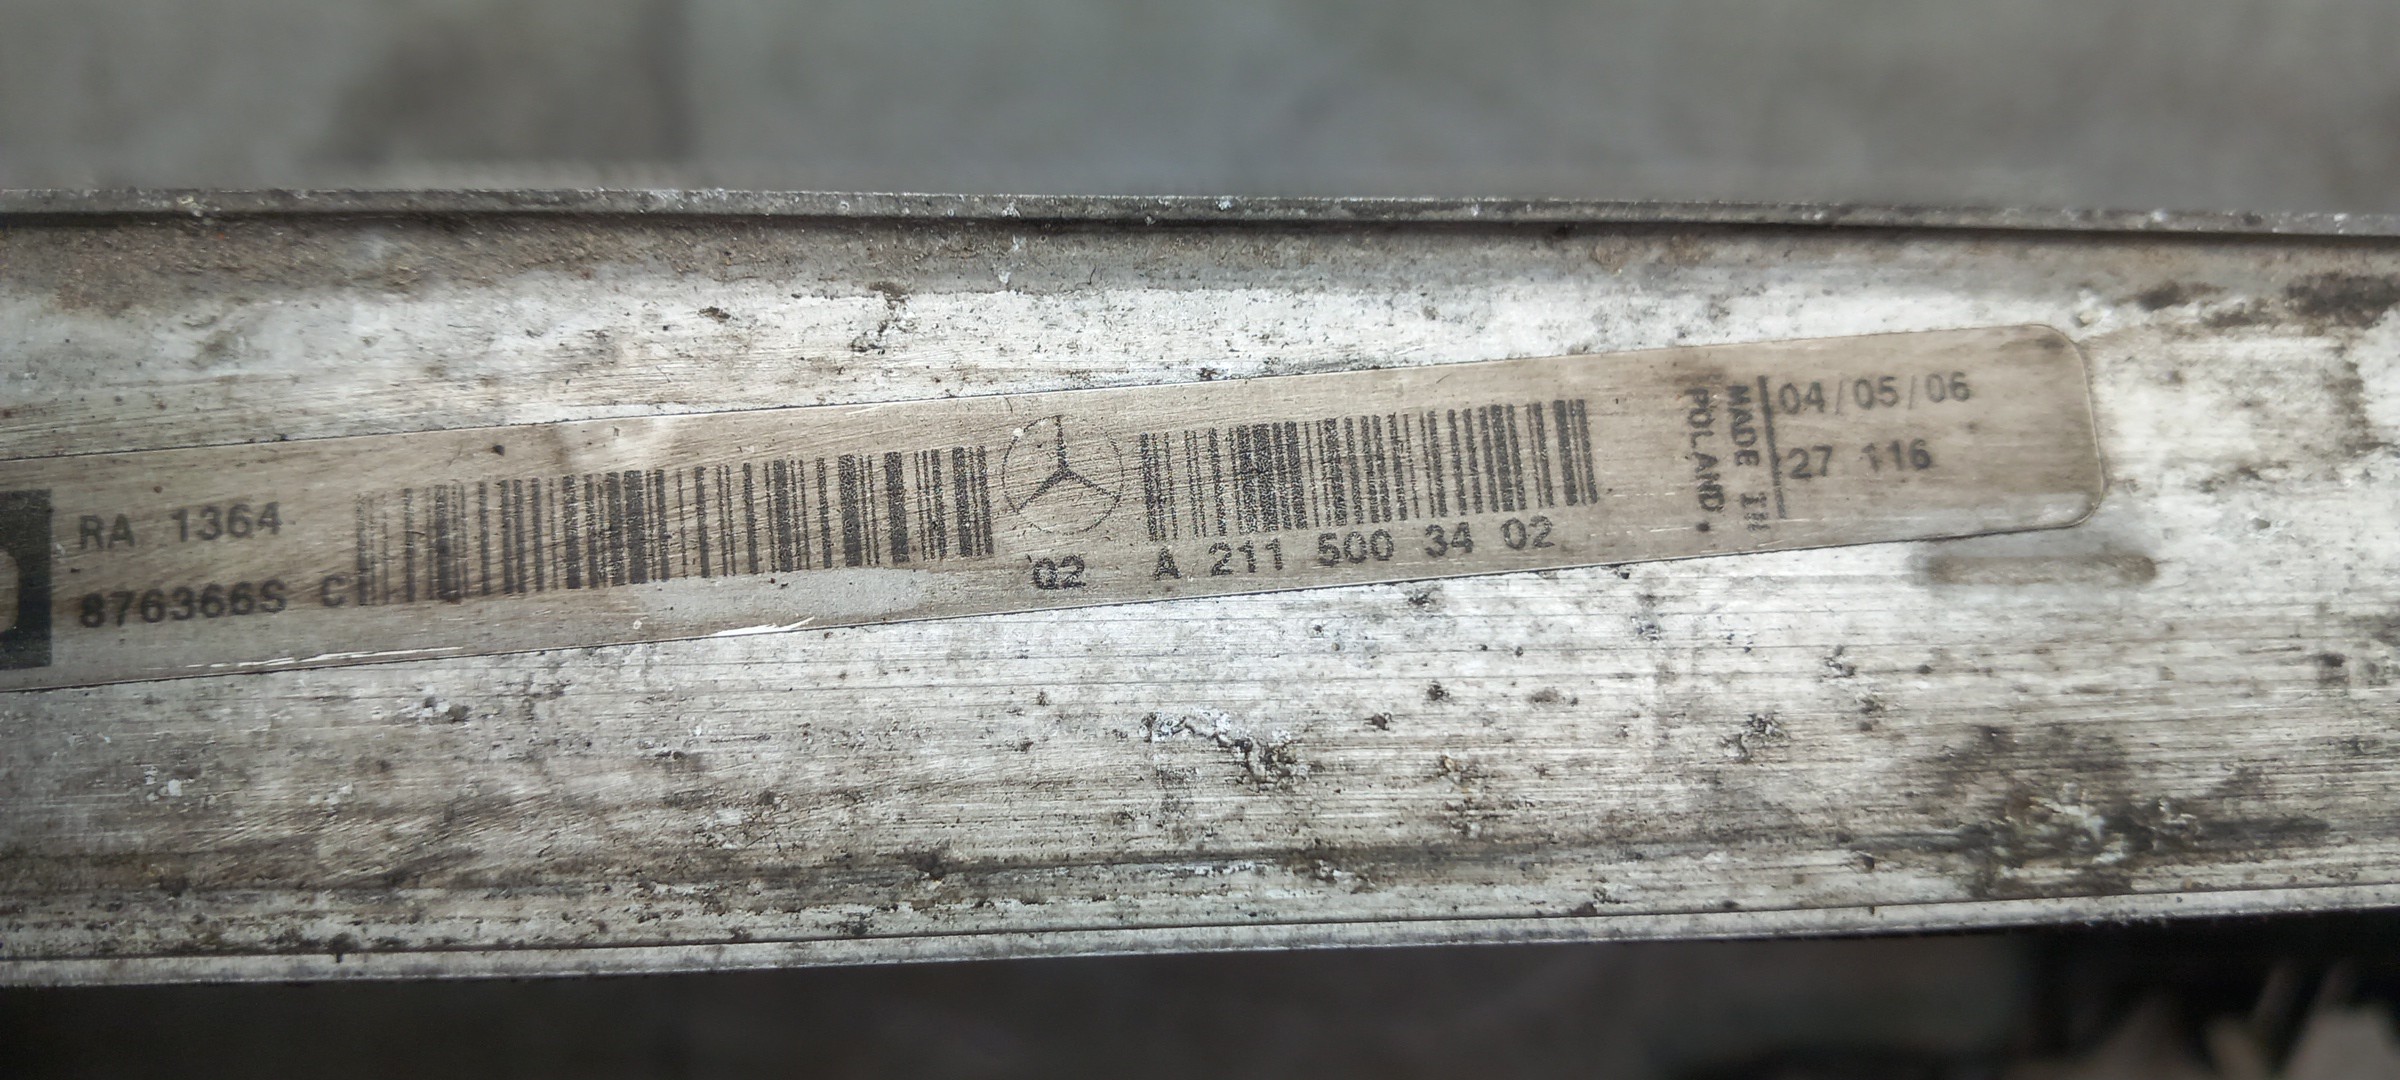 RA 1364
876366S C
02
A 211 500 34 02
MADE IN
POLAND.
04/05/06
27 116